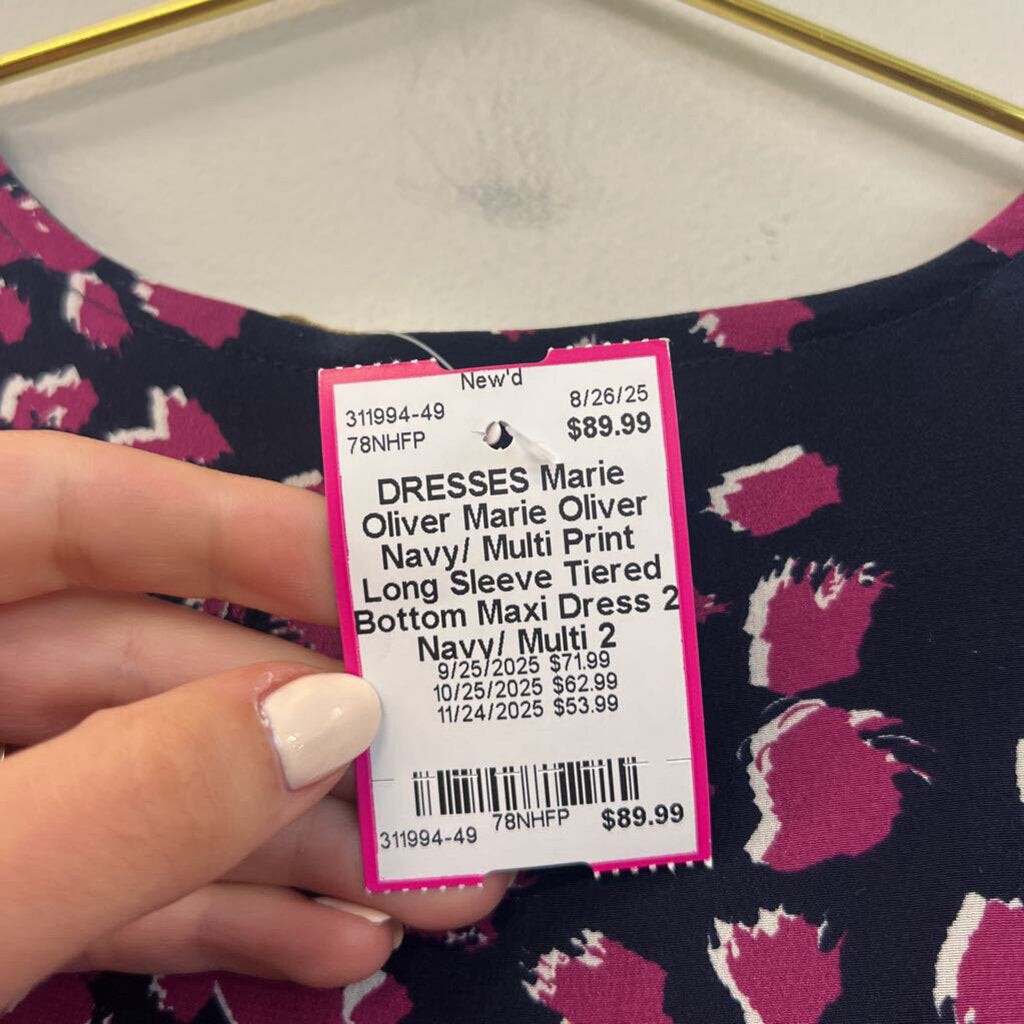 New'd
311994-49 8/26/25
78NHFP $89.99
DRESSES Marie
Oliver Marie Oliver
Navy/ Multi Print
Long Sleeve Tiered
Bottom Maxi Dress 2
Navy/ Multi 2
9/25/2025 $71.99
10/25/2025 $62.99
11/24/2025 $53.99
311994-49 78NHFP $89.99